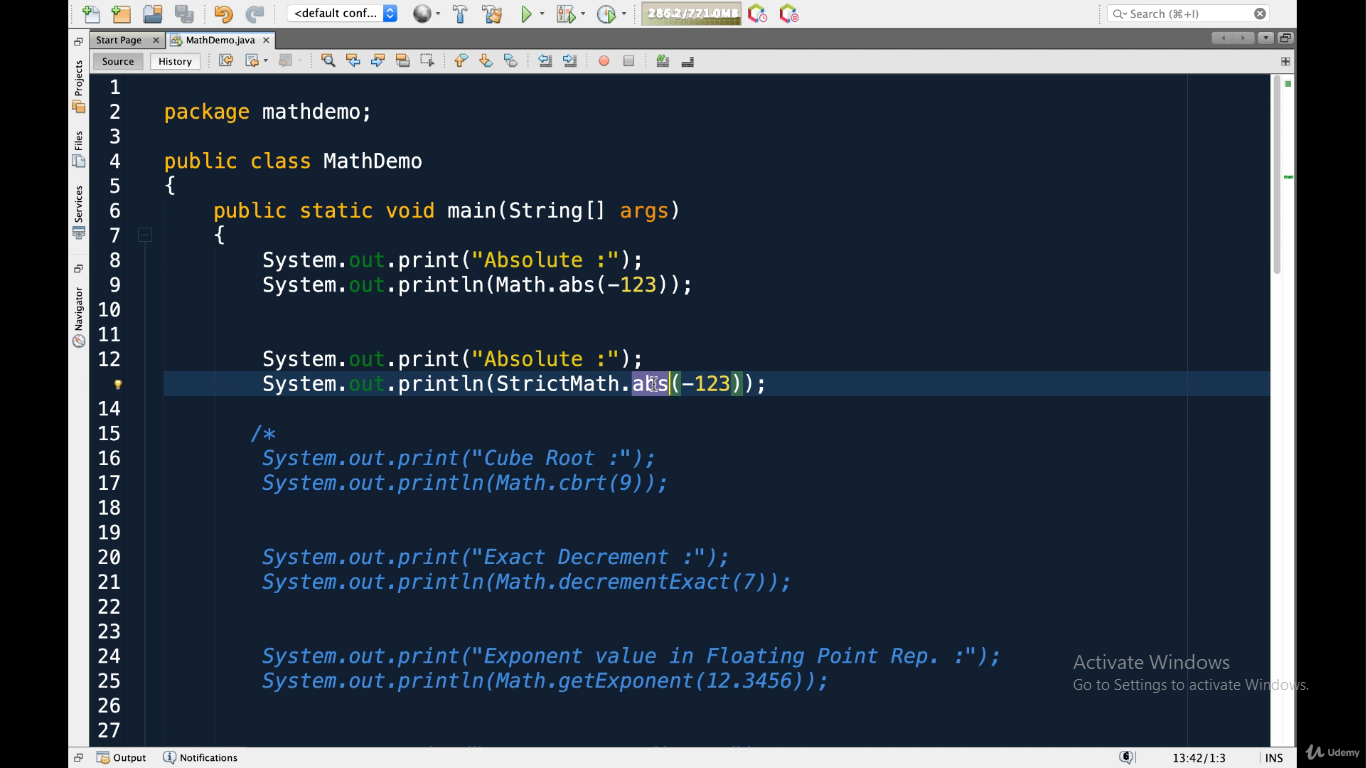 <default conf...
286.2/771.0MB
Search (⌘+I)
Start Page
MathDemo.java
Source
History
Projects
Files
Services
Navigator
1
2 package mathdemo;
3
4 public class MathDemo
5 {
6 public static void main(String[] args)
7 {
8 System.out.print("Absolute :");
9 System.out.println(Math.abs(-123));
10
11
12 System.out.print("Absolute :");
System.out.println(StrictMath.abs(-123));
14
15 /*
16 System.out.print("Cube Root :");
17 System.out.println(Math.cbrt(9));
18
19
20 System.out.print("Exact Decrement :");
21 System.out.println(Math.decrementExact(7));
22
23
24 System.out.print("Exponent value in Floating Point Rep. :");
25 System.out.println(Math.getExponent(12.3456));
26
27
Activate Windows
Go to Settings to activate Windows.
Output
Notifications
6
13:42/1:3
INS
Udemy